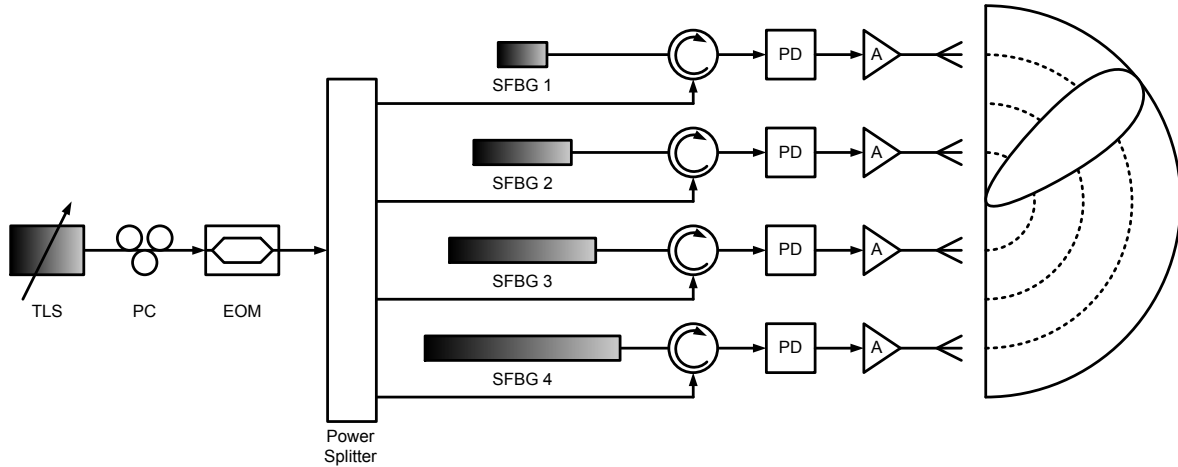 SFBG 1
PD
A
SFBG 2
PD
A
SFBG 3
PD
A
TLS
PC
EOM
SFBG 4
PD
A
Power
Splitter